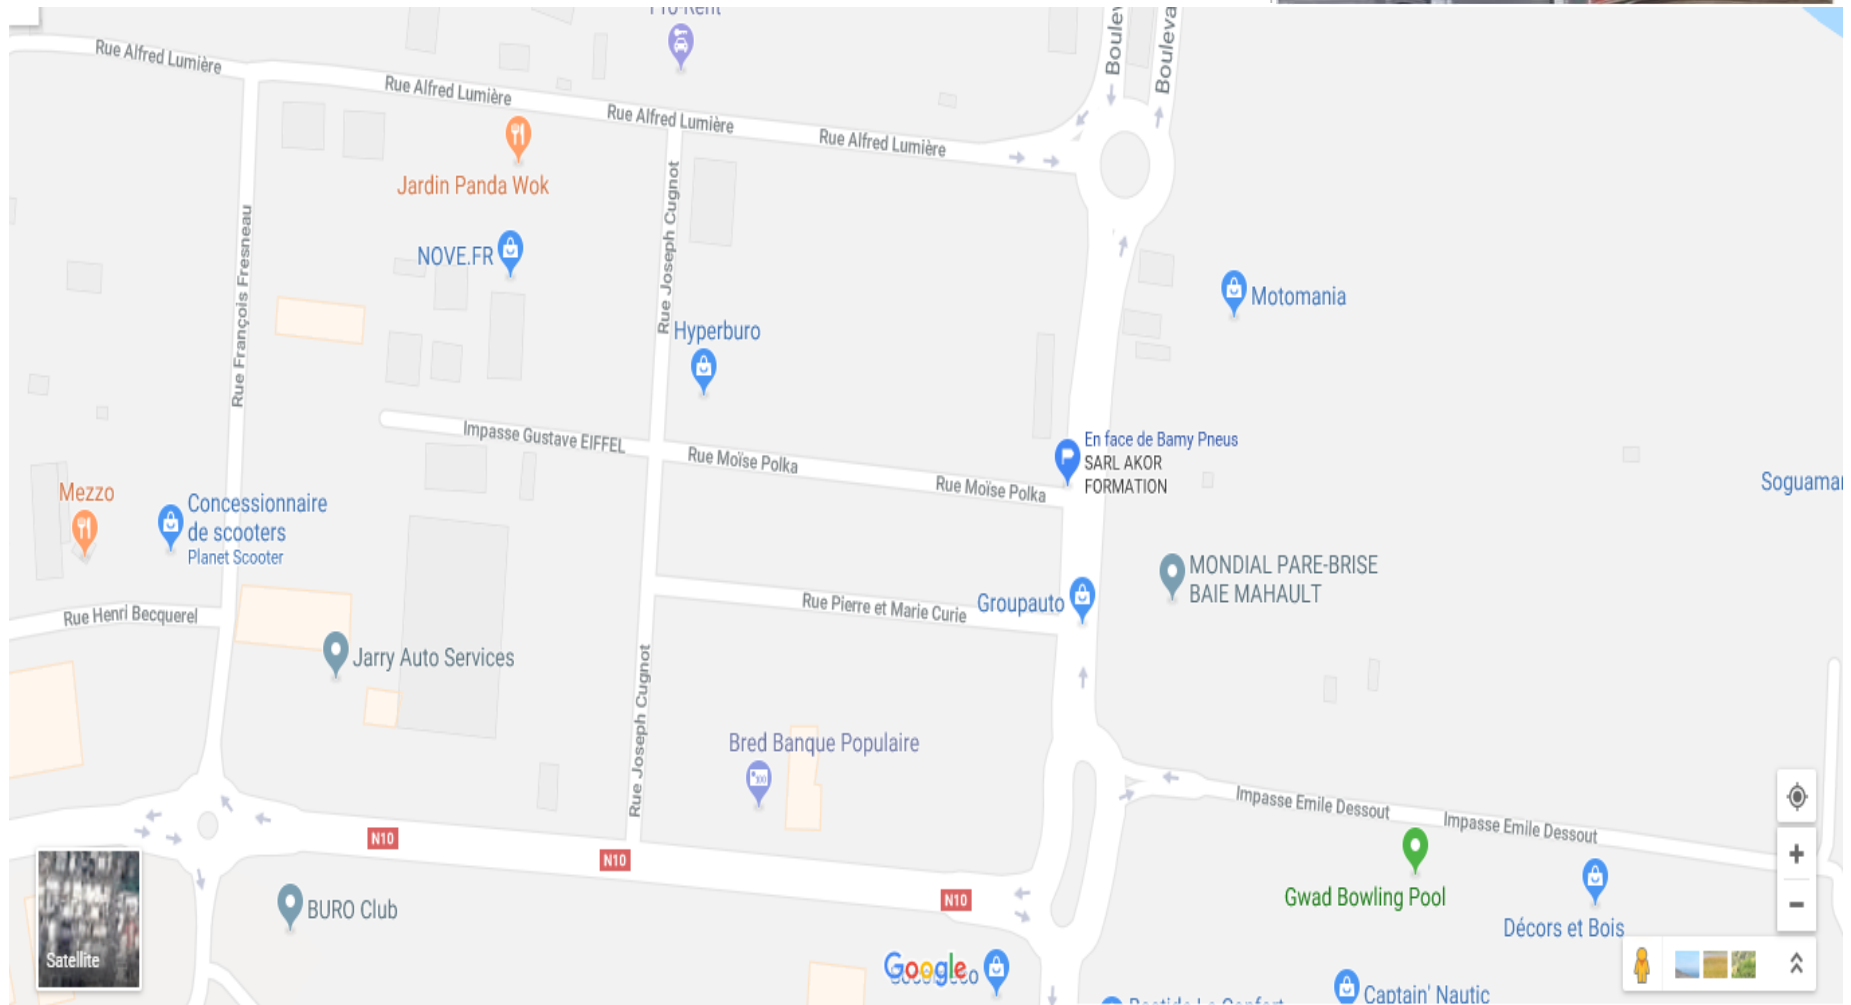 Pro-Rent
Boulev
Bouleva
Rue Alfred Lumière
Rue Alfred Lumière
Rue Alfred Lumière
Rue Alfred Lumière
Jardin Panda Wok
Rue Joseph Cugnot
Rue François Fresneau
NOVE.FR
Motomania
Hyperburo
Impasse Gustave EIFFEL
Rue Moïse Polka
Rue Moïse Polka
En face de Bamy Pneus
SARL AKOR
FORMATION
Soguamar
Mezzo
Concessionnaire
de scooters
Planet Scooter
MONDIAL PARE-BRISE
BAIE MAHAULT
Rue Henri Becquerel
Rue Pierre et Marie Curie
Groupauto
Jarry Auto Services
Rue Joseph Cugnot
Bred Banque Populaire
Impasse Emile Dessout
Impasse Emile Dessout
N10
N10
N10
Gwad Bowling Pool
BURO Club
Décors et Bois
Satellite
Google
Captain' Nautic